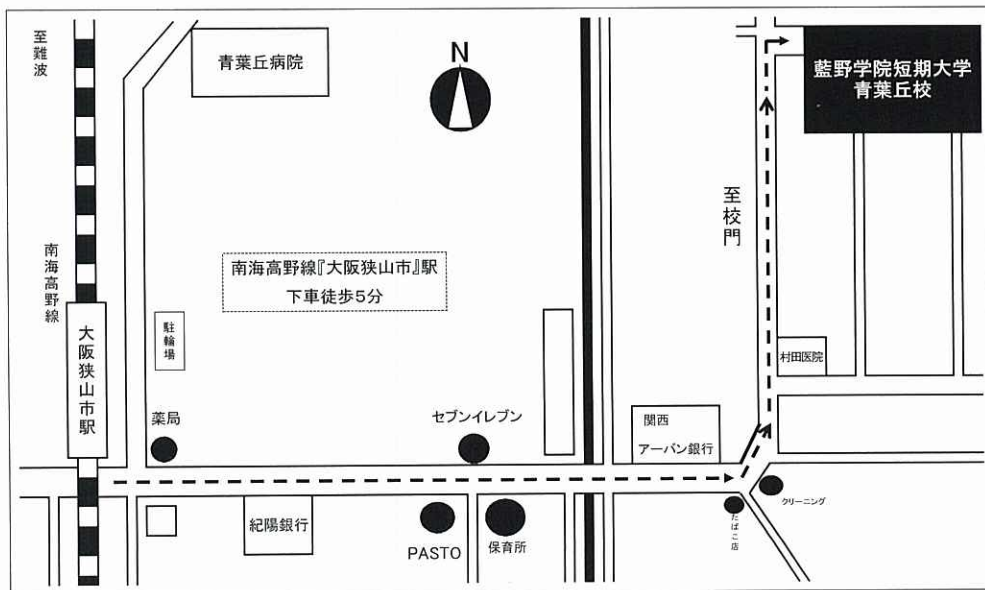 至難波
青葉丘病院
N
藍野学院短期大学
青葉丘校
至校門
南海高野線
南海高野線『大阪狭山市』駅
下車徒歩5分
大阪狭山市駅
駐輪場
村田医院
薬局
セブンイレブン
関西
アーバン銀行
紀陽銀行
PASTO
保育所
たばこ店
クリーニング